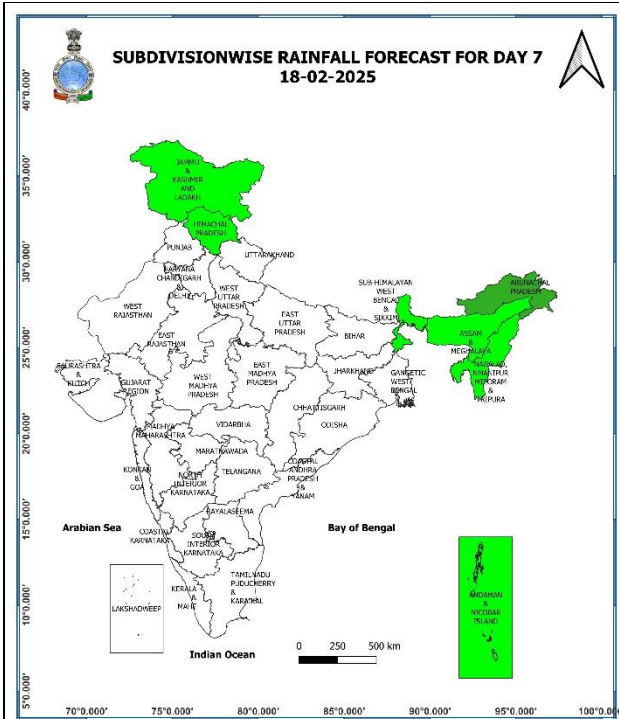 SUBDIVISIONWISE RAINFALL FORECAST FOR DAY 7
18-02-2025
40°0.000'
35°0.000'
30°0.000'
25°0.000'
20°0.000'
15°0.000'
10°0.000'
5°0.000'
JAMMU
&
KASHMIR
AND
LADAKH
HIMACHAL
PRADESH
PUNJAB
UTTARAKHAND
HARYANA
CHANDIGARH
&
DELHI
WEST
UTTAR
PRADESH
WEST
RAJASTHAN
EAST
RAJASTHAN
EAST
UTTAR
PRADESH
SUB-HIMALAYAN
WEST
BENGAL
&
SIKKIM
ARUNACHAL
PRADESH
ASSAM
&
MEGHALAYA
BIHAR
SAURASHTRA
&
KUTCH
GUJARAT
REGION
WEST
MADHYA
PRADESH
EAST
MADHYA
PRADESH
JHARKHAND
GANGETIC
WEST
BENGAL
MIZORAM
&
TRIPURA
CHHATTISGARH
ODISHA
MADHYA
MAHARASHTRA
VIDARBHA
MARATHWADA
KONKAN
&
GOA
TELANGANA
NORTH
INTERIOR
KARNATAKA
COASTAL
ANDHRA
PRADESH
&
YANAM
RAYALASEEMA
Arabian Sea
Bay of Bengal
COASTAL
KARNATAKA
SOUTH
INTERIOR
KARNATAKA
TAMILNADU
PUDUCHERRY
&
KARAIKAL
KERALA
&
MAHE
LAKSHADWEEP
ANDAMAN
&
NICOBAR
ISLAND
Indian Ocean
0 250 500 km
70°0.000' 75°0.000' 80°0.000' 85°0.000' 90°0.000' 95°0.000' 100°0.000'